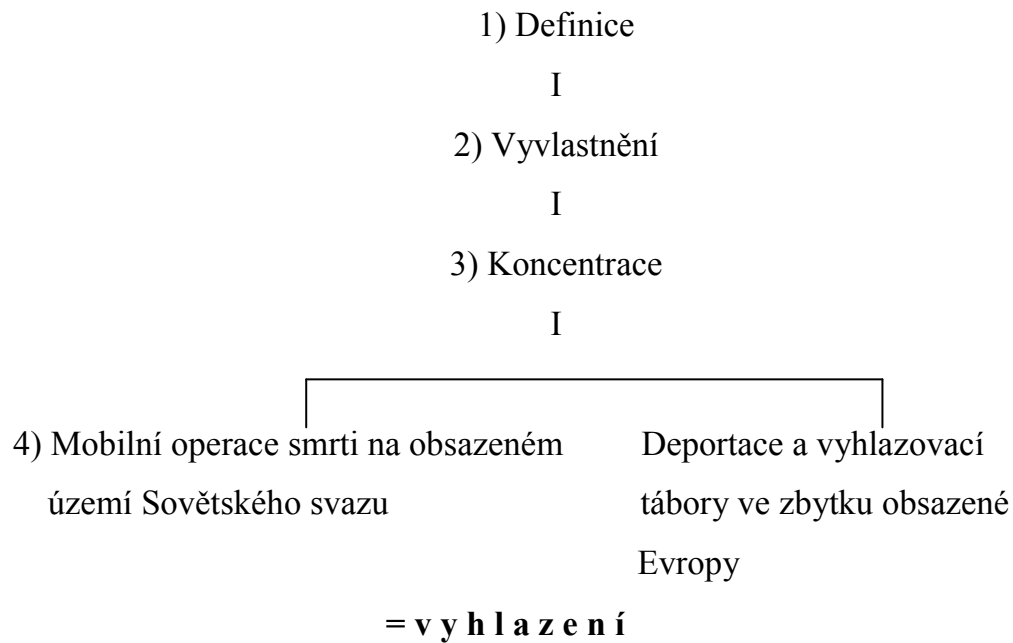 1) Definice
I
2) Vyvlastnění
I
3) Koncentrace
I
4) Mobilní operace smrti na obsazeném
území Sovětského svazu
Deportace a vyhlazovací
tábory ve zbytku obsazené
Evropy
= v y h l a z e n í